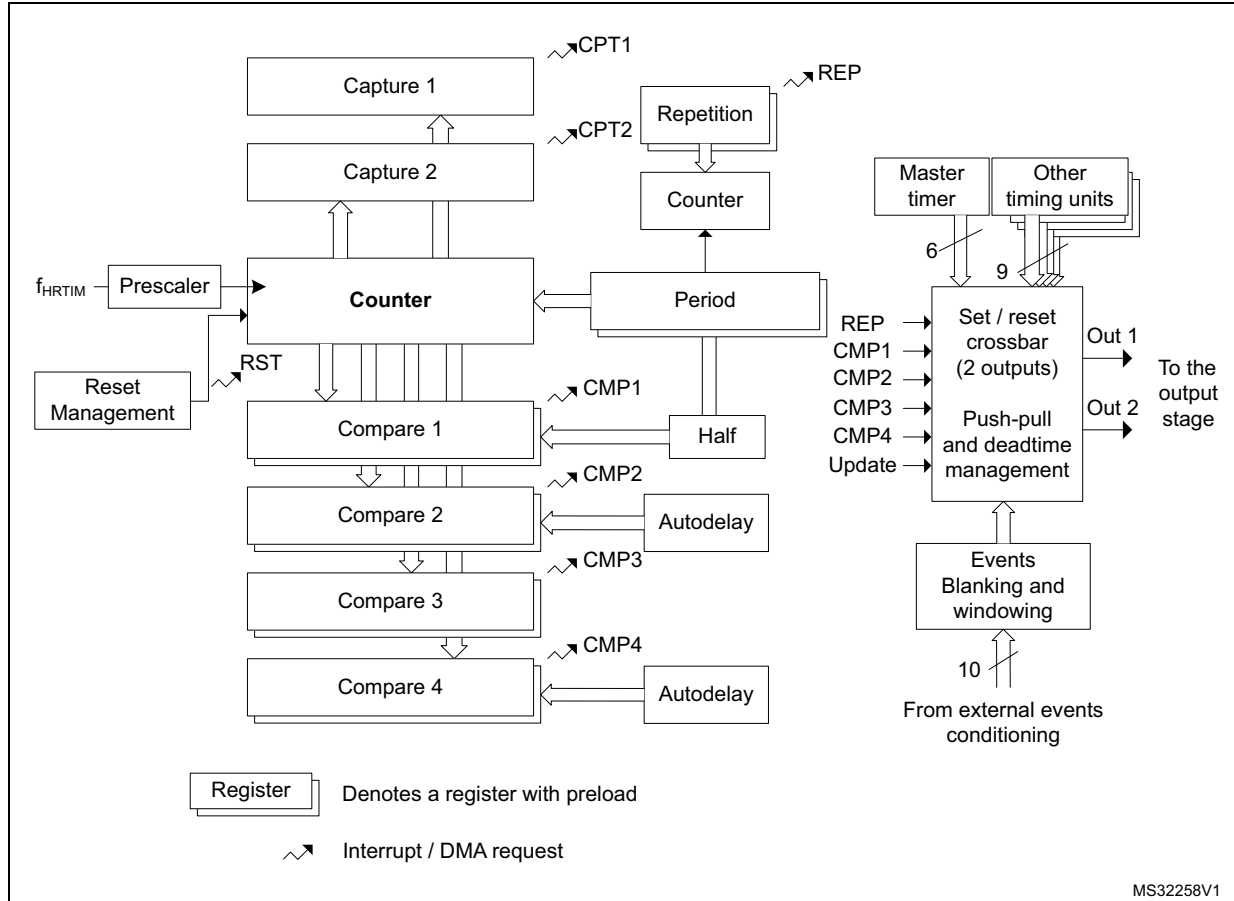 CPT1
Capture 1
REP
Repetition
CPT2
Capture 2
Master
timer
Other
timing units
Counter
6
9
fHRTIM
Prescaler
Counter
Period
REP
CMP1
CMP2
CMP3
CMP4
Update
Set / reset
crossbar
(2 outputs)
Push-pull
and deadtime
management
Out 1
Out 2
To the
output
stage
RST
Reset
Management
CMP1
Compare 1
Half
CMP2
Compare 2
Autodelay
CMP3
Compare 3
Events
Blanking and
windowing
CMP4
Compare 4
Autodelay
10
From external events
conditioning
Register
Denotes a register with preload
Interrupt / DMA request
MS32258V1